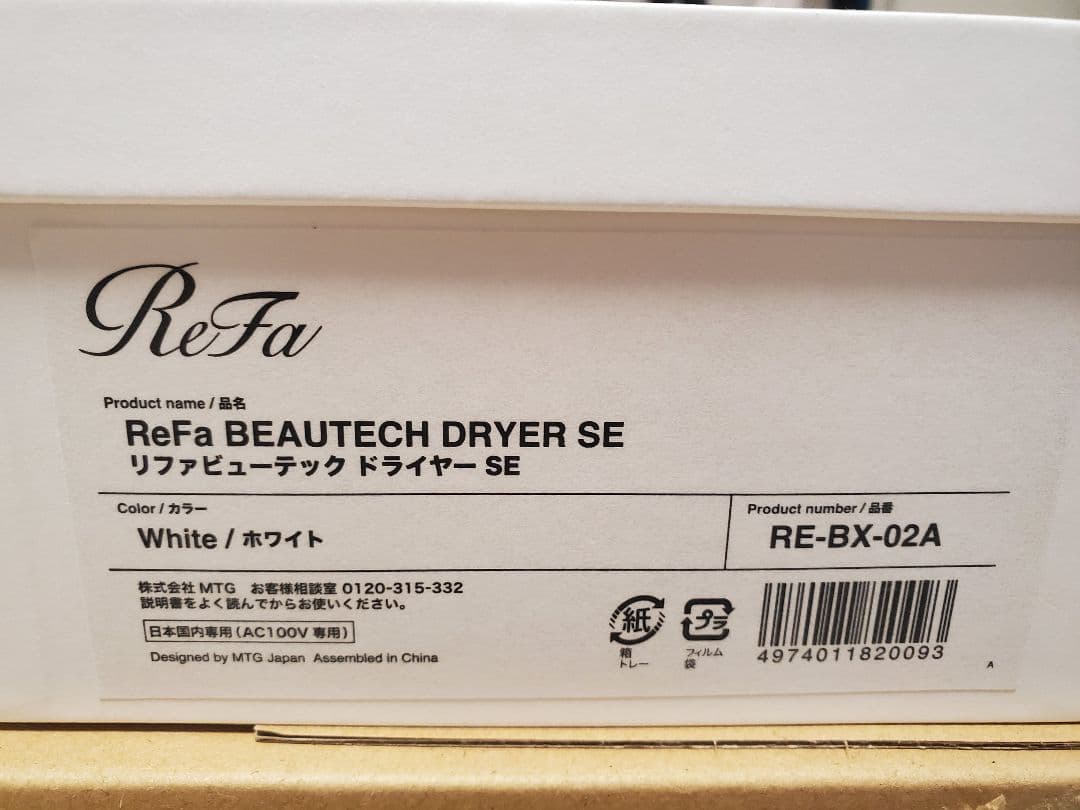 ReFa
Product name / 品名
ReFa BEAUTECH DRYER SE
リファビューテック ドライヤー SE
Color / カラー
White / ホワイト
Product number / 品番
RE-BX-02A
株式会社 MTG お客様相談室 0120-315-332
説明書をよく読んでからお使いください。
日本国内専用(AC100V 専用)
Designed by MTG Japan Assembled in China
紙
箱
トレー
プラ
フィルム
袋
4974011820093
A